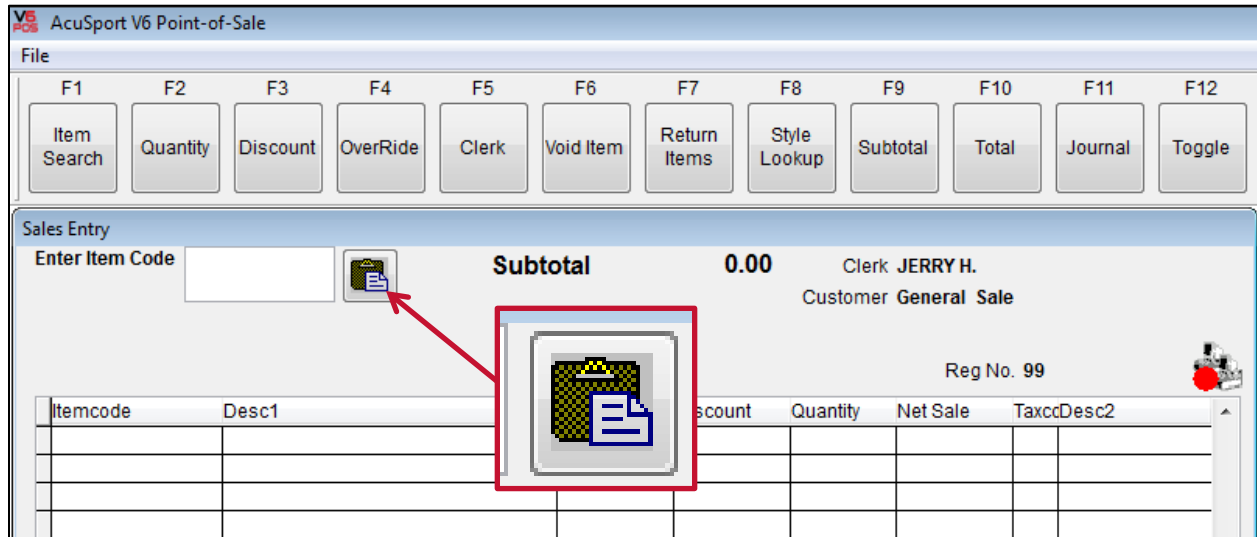 V6 POS AcuSport V6 Point-of-Sale
File
F1 F2 F3 F4 F5 F6 F7 F8 F9 F10 F11 F12
Item Search Quantity Discount OverRide Clerk Void Item Return Items Style Lookup Subtotal Total Journal Toggle
Sales Entry
Enter Item Code Subtotal 0.00 Clerk JERRY H.
Customer General Sale
Reg No. 99
Itemcode Desc1 scount Quantity Net Sale Taxcc Desc2